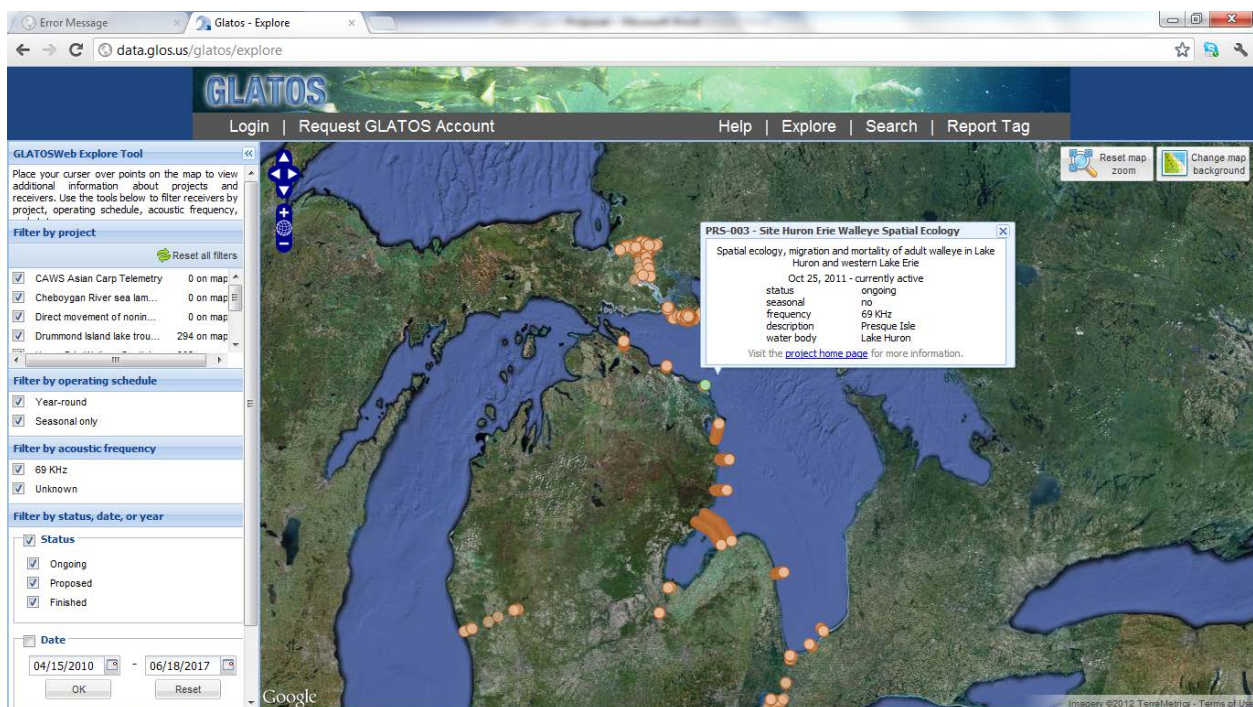 Error Message
Glatos - Explore
data.glos.us/glatos/explore
GLATOS
Login | Request GLATOS Account
Help | Explore | Search | Report Tag
GLATOSWeb Explore Tool
Place your curser over points on the map to view
additional information about projects and
receivers. Use the tools below to filter receivers by
project, operating schedule, acoustic frequency,
Filter by project
Reset all filters
CAWS Asian Carp Telemetry 0 on map
Cheboygan River sea lam... 0 on map
Direct movement of nonin... 0 on map
Drummond Island lake trou... 294 on map
Filter by operating schedule
Year-round
Seasonal only
Filter by acoustic frequency
69 KHz
Unknown
Filter by status, date, or year
Status
Ongoing
Proposed
Finished
Date
04/15/2010 - 06/18/2017
OK Reset
Reset map
zoom
Change map
background
PRS-003 - Site Huron Erie Walleye Spatial Ecology
Spatial ecology, migration and mortality of adult walleye in Lake
Huron and western Lake Erie
Oct 25, 2011 - currently active
status ongoing
seasonal no
frequency 69 KHz
description Presque Isle
water body Lake Huron
Visit the project home page for more information.
Google
Imagery ©2012 TerraMetrics - Terms of Use